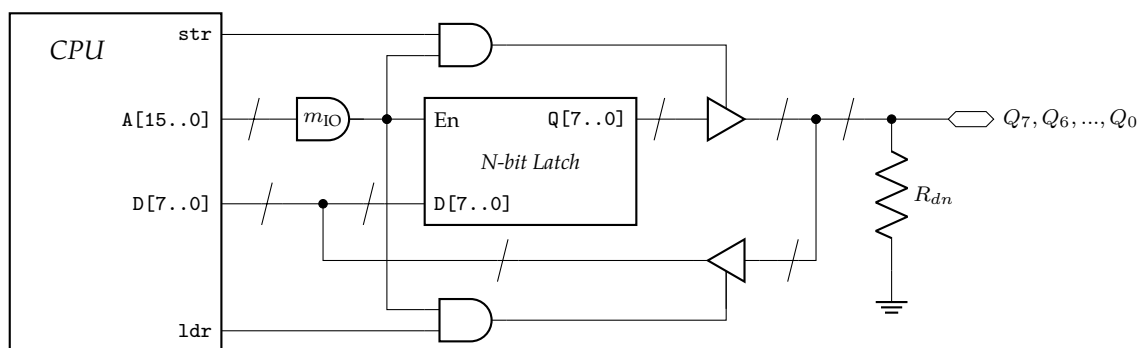 CPU
str
A[15..0]
m_IO
En
Q[7..0]
Q_7, Q_6, ..., Q_0
N-bit Latch
D[7..0]
D[7..0]
R_dn
ldr